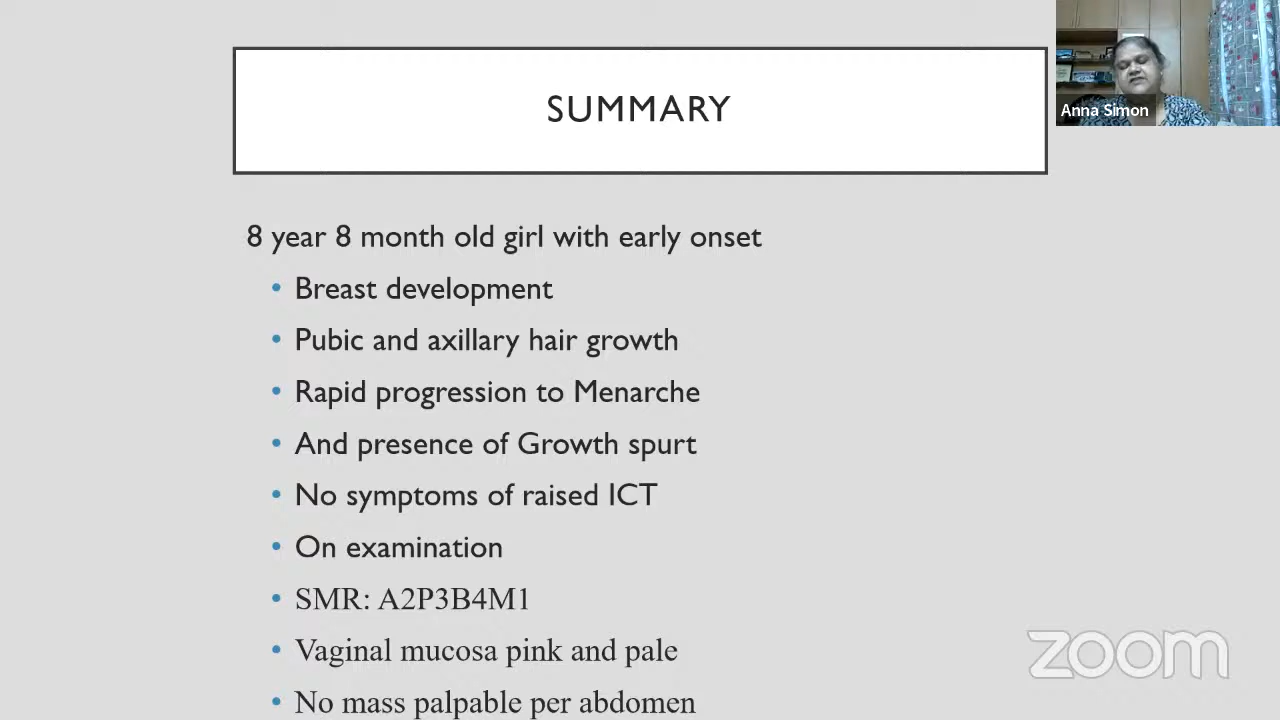 SUMMARY
Anna Simon
8 year 8 month old girl with early onset
• Breast development
• Pubic and axillary hair growth
• Rapid progression to Menarche
• And presence of Growth spurt
• No symptoms of raised ICT
• On examination
• SMR: A2P3B4M1
• Vaginal mucosa pink and pale
• No mass palpable per abdomen
zoom